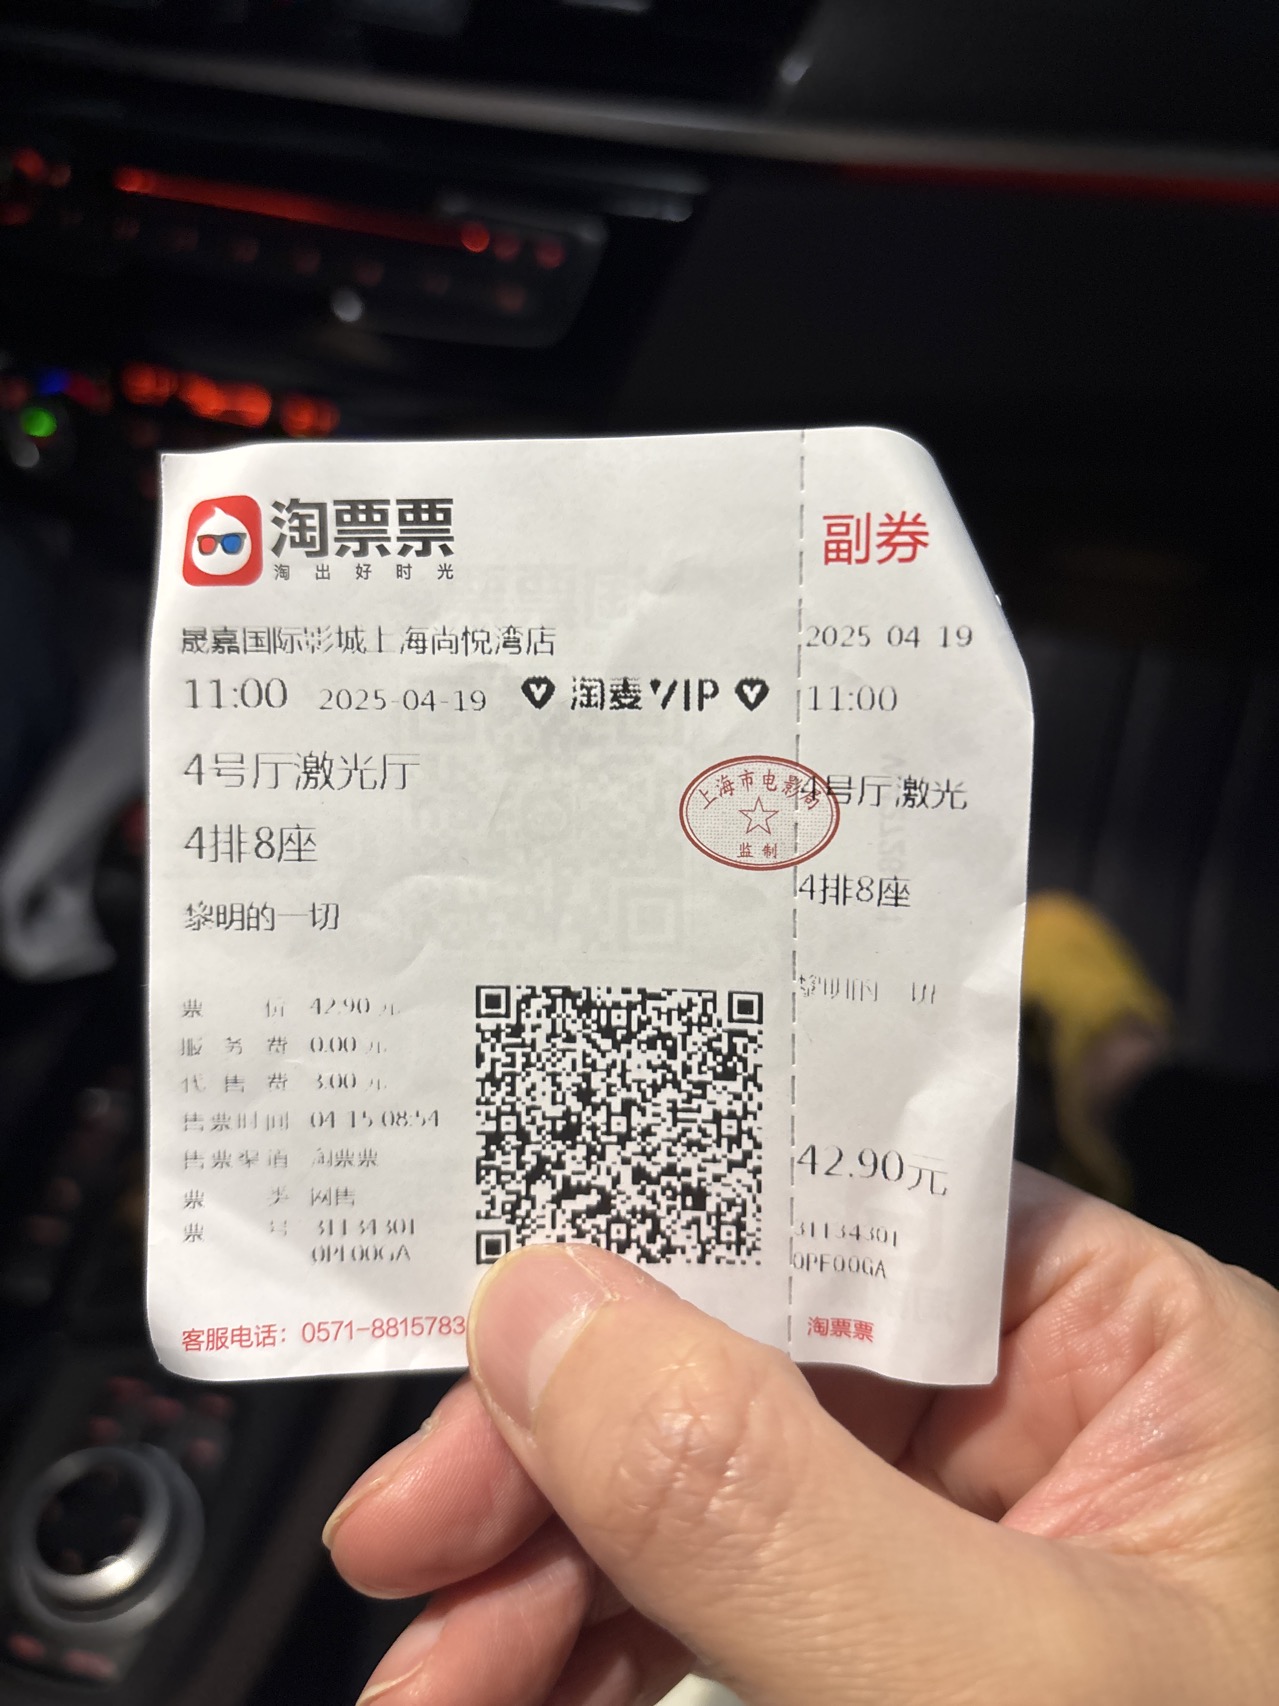 淘票票
淘出好时光
晟嘉国际影城上海尚悦湾店
11:00 2025-04-19 淘麦VIP
4号厅激光厅
4排8座
黎明的一切
票价 42.90元
服务费 0.00元
代售费 3.00元
售票时间 04-15 08:54
售票渠道 淘票票
票类 网售
票号 31134301
0PF00GA
客服电话：0571-8815783
上海市电影局
监制
副券
2025 04 19
11:00
4号厅激光
4排8座
黎明的一切
42.90元
31134301
0PF00GA
淘票票